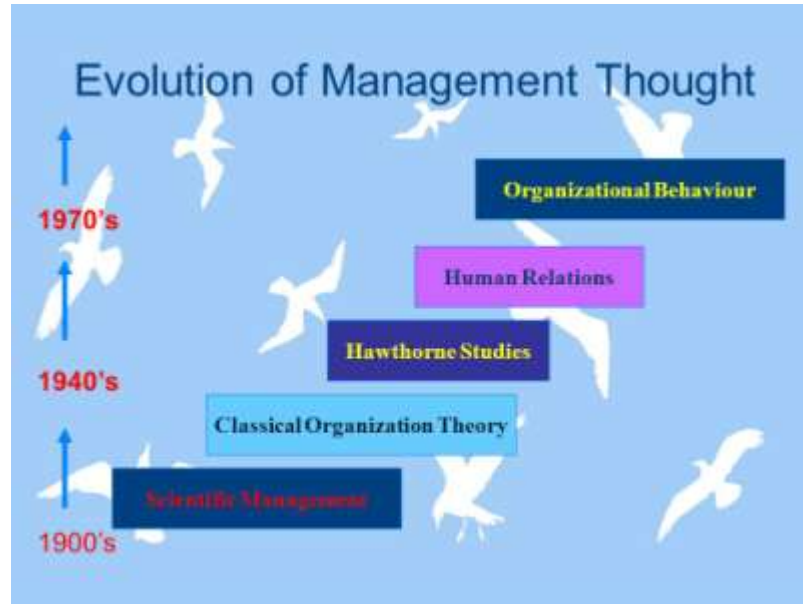 Evolution of Management Thought
Organizational Behaviour
1970's
Human Relations
Hawthorne Studies
1940's
Classical Organization Theory
Scientific Management
1900's